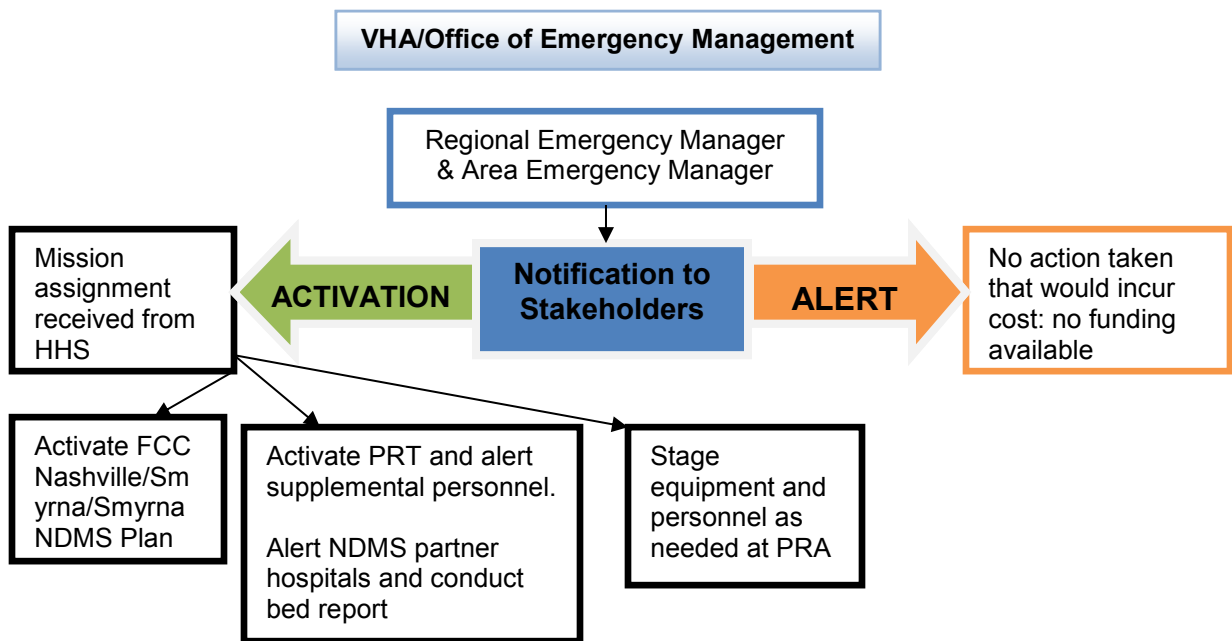 VHA/Office of Emergency Management
Regional Emergency Manager
& Area Emergency Manager
Mission
assignment
received from
HHS
ACTIVATION
Notification to
Stakeholders
ALERT
No action taken
that would incur
cost: no funding
available
Activate FCC
Nashville/Sm
yrna/Smyrna
NDMS Plan
Activate PRT and alert
supplemental personnel.
Alert NDMS partner
hospitals and conduct
bed report
Stage
equipment and
personnel as
needed at PRA